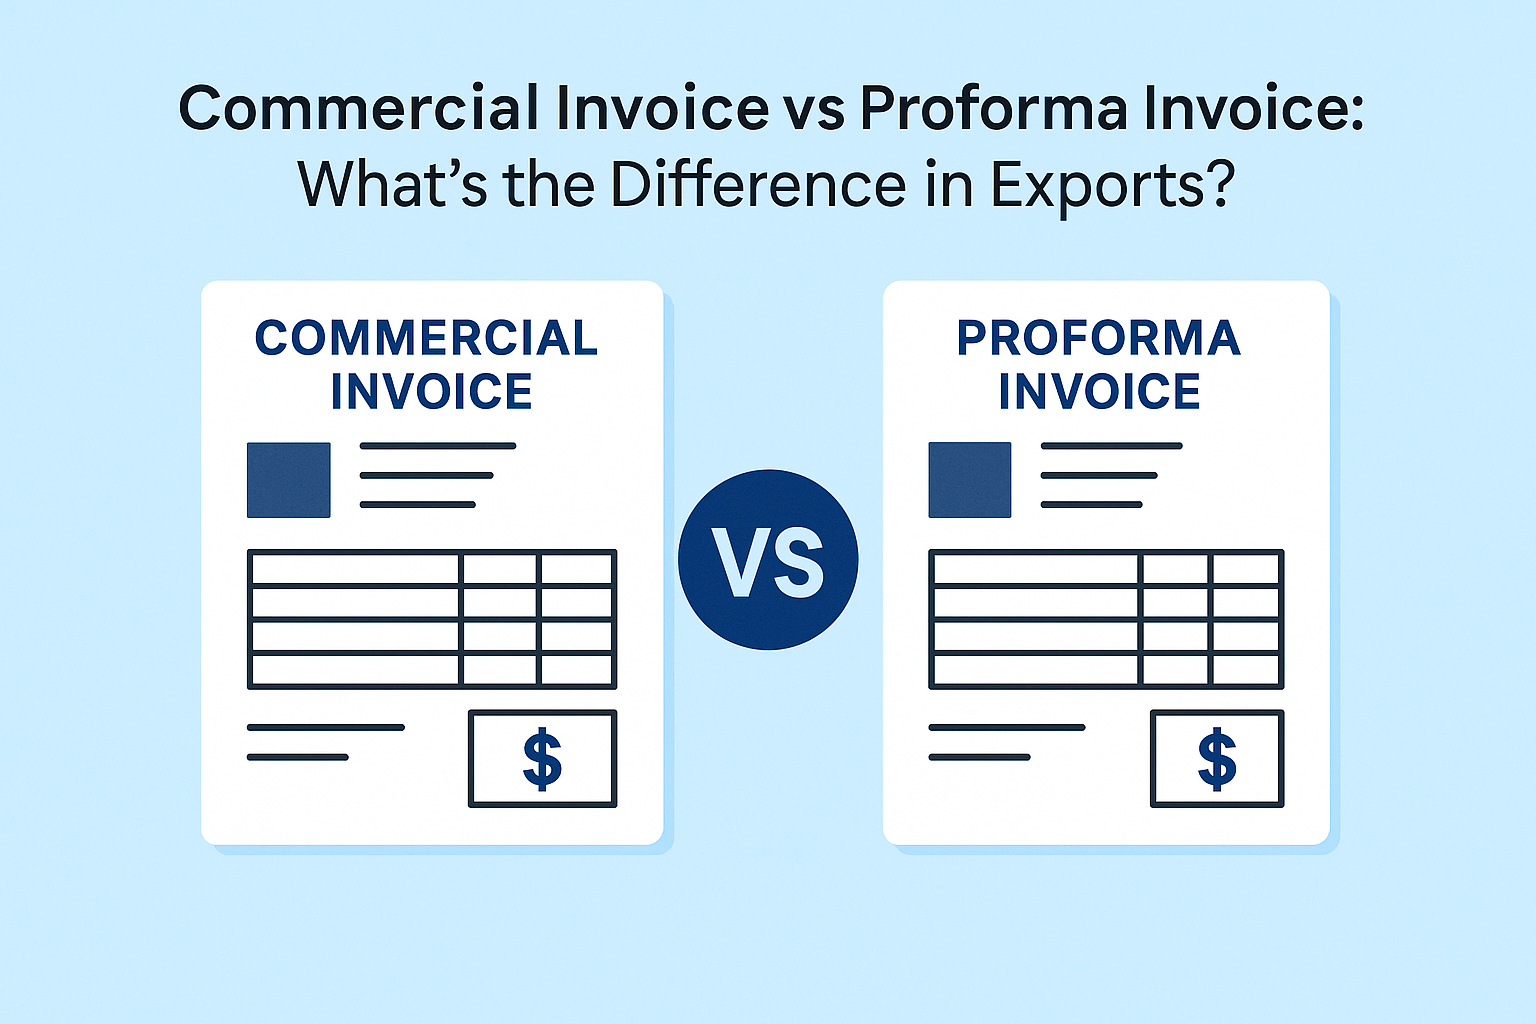 Commercial Invoice vs Proforma Invoice:
What’s the Difference in Exports?
COMMERCIAL
INVOICE
$
VS
PROFORMA
INVOICE
$